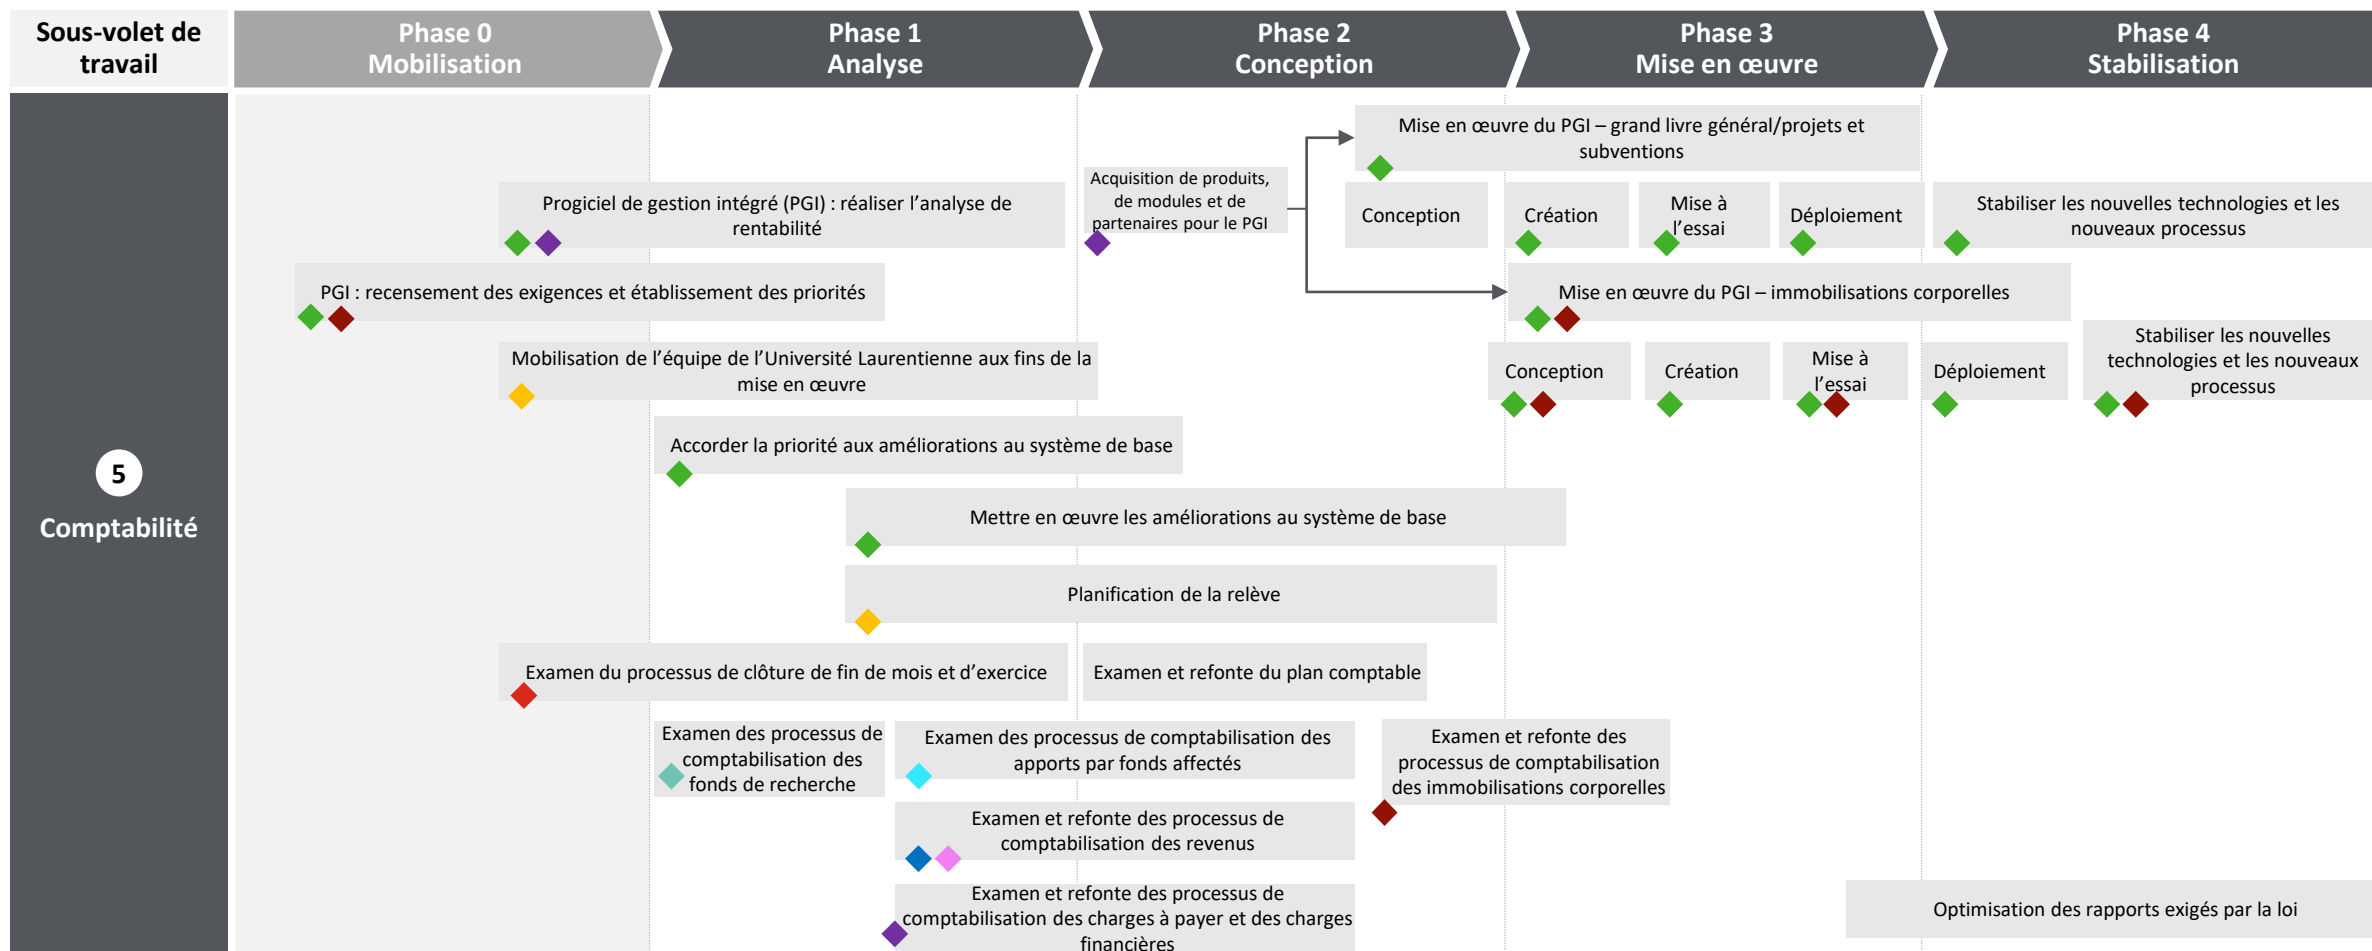 Sous-volet de
travail
Phase 0
Mobilisation
Phase 1
Analyse
Phase 2
Conception
Phase 3
Mise en œuvre
Phase 4
Stabilisation
5
Comptabilité
Mise en œuvre du PGI – grand livre général/projets et
subventions
Progiciel de gestion intégré (PGI) : réaliser l’analyse de
rentabilité
Acquisition de produits,
de modules et de
partenaires pour le PGI
Conception
Création
Mise à
l’essai
Déploiement
Stabiliser les nouvelles technologies et les
nouveaux processus
PGI : recensement des exigences et établissement des priorités
Mise en œuvre du PGI – immobilisations corporelles
Mobilisation de l’équipe de l’Université Laurentienne aux fins de la
mise en œuvre
Conception
Création
Mise à
l’essai
Déploiement
Stabiliser les nouvelles
technologies et les nouveaux
processus
Accorder la priorité aux améliorations au système de base
Mettre en œuvre les améliorations au système de base
Planification de la relève
Examen du processus de clôture de fin de mois et d’exercice
Examen et refonte du plan comptable
Examen des processus de
comptabilisation des
fonds de recherche
Examen des processus de comptabilisation des
apports par fonds affectés
Examen et refonte des
processus de comptabilisation
des immobilisations corporelles
Examen et refonte des processus de
comptabilisation des revenus
Examen et refonte des processus de
comptabilisation des charges à payer et des charges
financières
Optimisation des rapports exigés par la loi